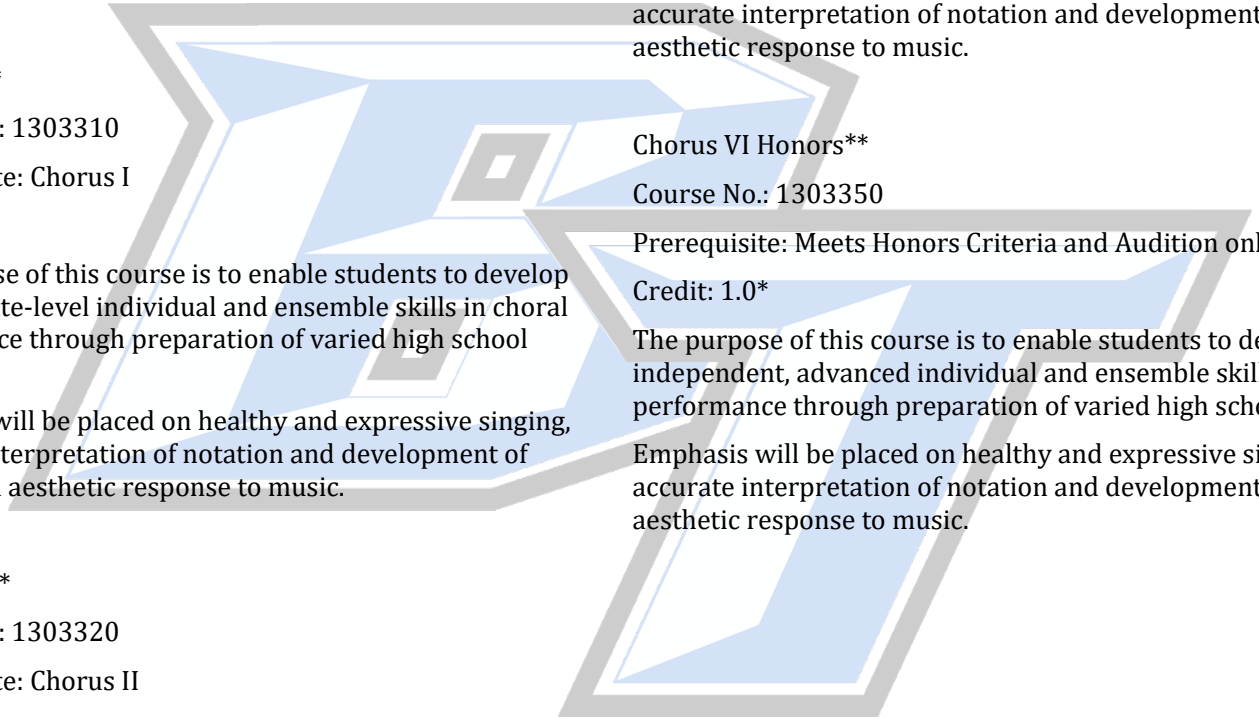 : 1303310
te: Chorus I
se of this course is to enable students to develop
te-level individual and ensemble skills in choral
ce through preparation of varied high school
will be placed on healthy and expressive singing,
terpretation of notation and development of
aesthetic response to music.
*
: 1303320
te: Chorus II
accurate interpretation of notation and development
aesthetic response to music.
Chorus VI Honors**
Course No.: 1303350
Prerequisite: Meets Honors Criteria and Audition onl
Credit: 1.0*
The purpose of this course is to enable students to de
independent, advanced individual and ensemble skil
performance through preparation of varied high scho
Emphasis will be placed on healthy and expressive si
accurate interpretation of notation and development
aesthetic response to music.
BT